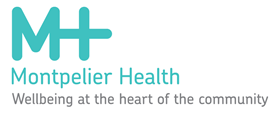 M+
Montpelier Health
Wellbeing at the heart of the community